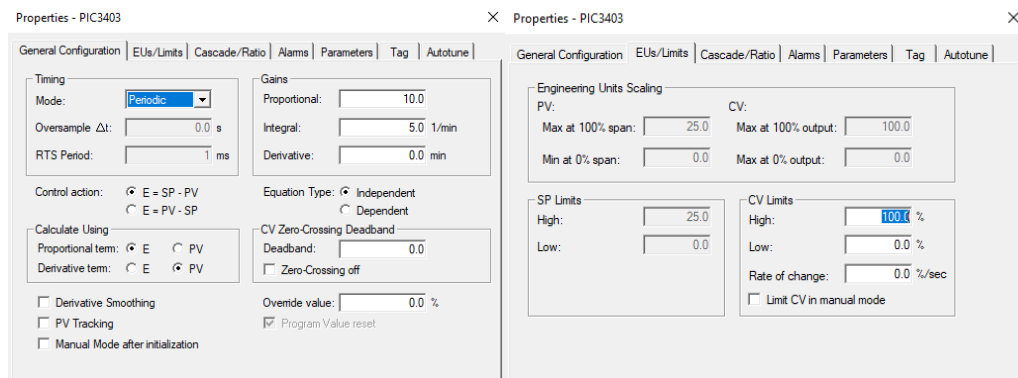 Properties - PIC3403
General Configuration EUs/Limits Cascade/Ratio Alarms Parameters Tag Autotune
Timing
Mode: Periodic
Oversample Δt: 0.0 s
RTS Period: 1 ms
Gains
Proportional: 10.0
Integral: 5.0 1/min
Derivative: 0.0 min
Control action: E = SP - PV
E = PV - SP
Equation Type: Independent
Dependent
Calculate Using
Proportional term: E PV
Derivative term: E PV
CV Zero-Crossing Deadband
Deadband: 0.0
Zero-Crossing off
Derivative Smoothing
PV Tracking
Manual Mode after initialization
Override value: 0.0 %
Program Value reset
Properties - PIC3403
General Configuration EUs/Limits Cascade/Ratio Alarms Parameters Tag Autotune
Engineering Units Scaling
PV: CV:
Max at 100% span: 25.0 Max at 100% output: 100.0
Min at 0% span: 0.0 Max at 0% output: 0.0
SP Limits
High: 25.0
Low: 0.0
CV Limits
High: 100.0 %
Low: 0.0 %
Rate of change: 0.0 %/sec
Limit CV in manual mode